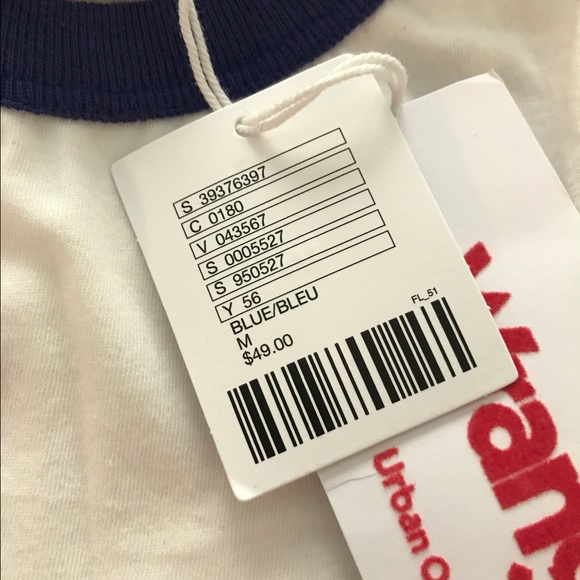 S 39376397
C 0180
V 043567
S 0005527
S 950527
Y 56
BLUE/BLEU
M
$49.00
FL_51
Urban O